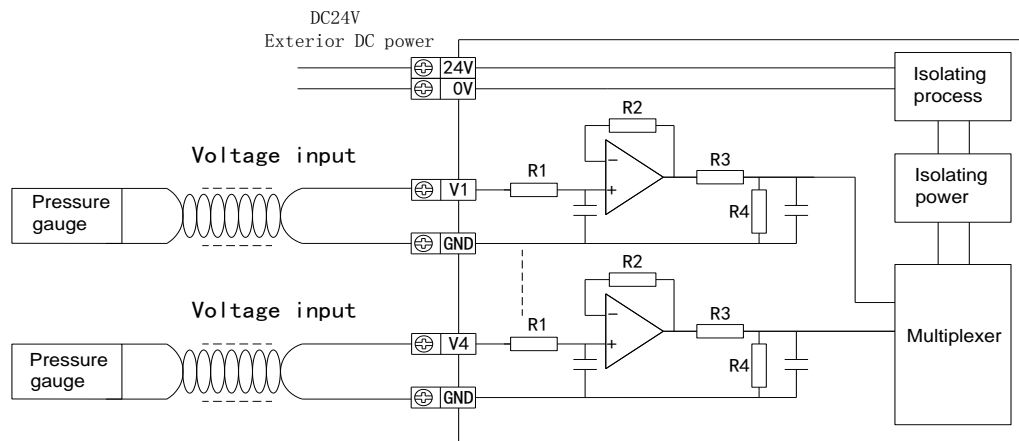 DC24V
Exterior DC power
24V
0V
Isolating
process
R2
Voltage input
R1
R3
V1
Pressure
gauge
R4
Isolating
power
GND
R2
Voltage input
R1
R3
V4
Multiplexer
Pressure
gauge
R4
GND